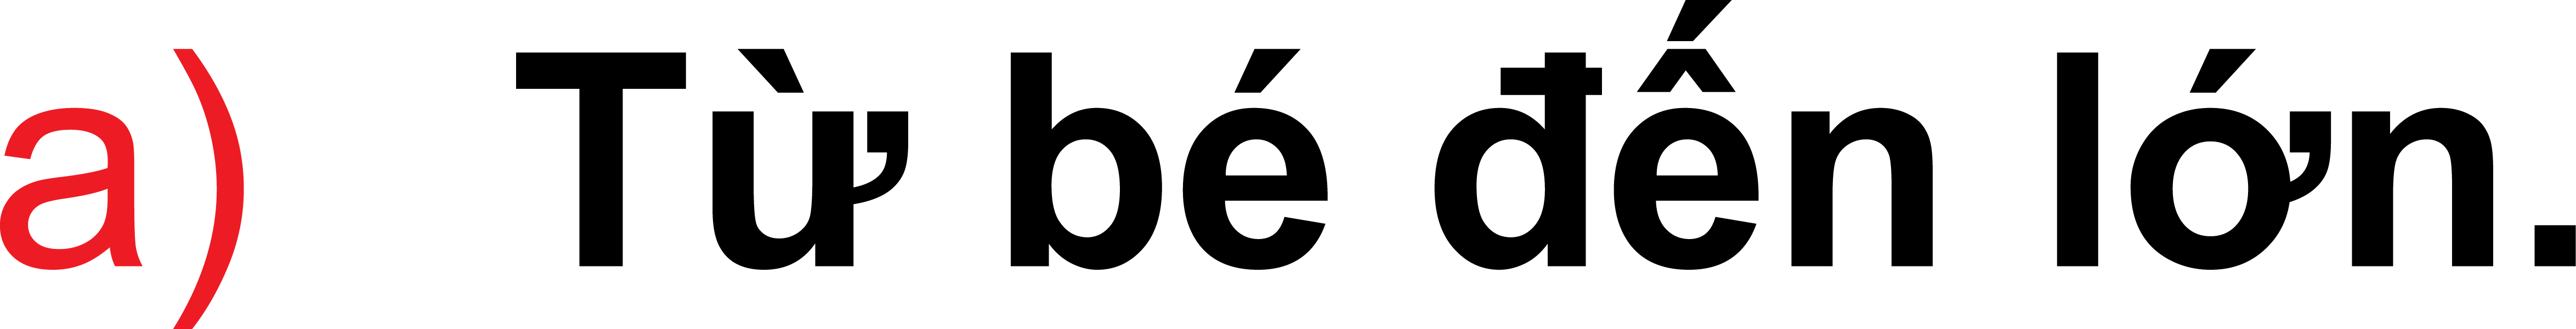 a) Từ bé đến lớn.